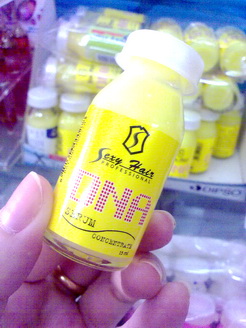 Sexy Hair
PROFESSIONAL
DNA
SERUM
CONCENTRATE